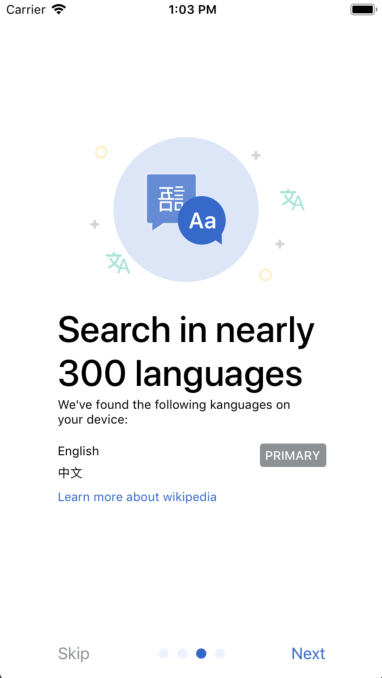 Carrier 1:03 PM
Aa
Search in nearly
300 languages
We've found the following kanguages on
your device:
English PRIMARY
中文
Learn more about wikipedia
Skip Next